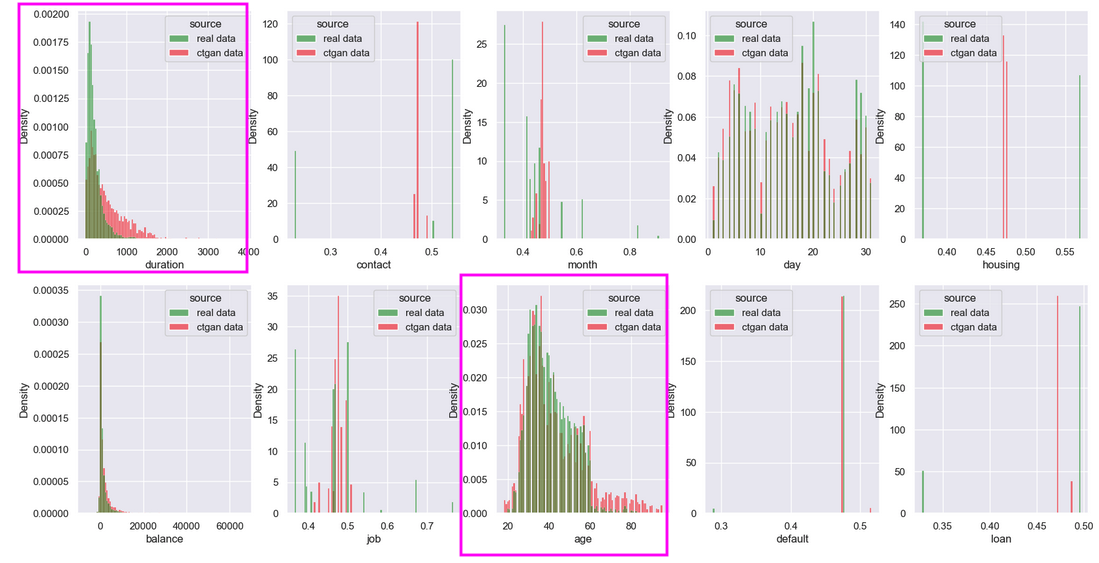 source
real data
ctgan data
Density
0.00200
0.00175
0.00150
0.00125
0.00100
0.00075
0.00050
0.00025
0.00000
0 1000 2000 3000 4000
duration
source
real data
ctgan data
Density
120
100
80
60
40
20
0
0.3 0.4 0.5
contact
source
real data
ctgan data
Density
25
20
15
10
5
0
0.4 0.6 0.8
month
source
real data
ctgan data
Density
0.10
0.08
0.06
0.04
0.02
0.00
0 10 20 30
day
source
real data
ctgan data
Density
140
120
100
80
60
40
20
0
0.40 0.45 0.50 0.55
housing
source
real data
ctgan data
Density
0.00035
0.00030
0.00025
0.00020
0.00015
0.00010
0.00005
0.00000
0 20000 40000 60000
balance
source
real data
ctgan data
Density
35
30
25
20
15
10
5
0
0.4 0.5 0.6 0.7
job
source
real data
ctgan data
Density
0.030
0.025
0.020
0.015
0.010
0.005
0.000
20 40 60 80
age
source
real data
ctgan data
Density
200
150
100
50
0
0.3 0.4 0.5
default
source
real data
ctgan data
Density
250
200
150
100
50
0
0.35 0.40 0.45 0.50
loan